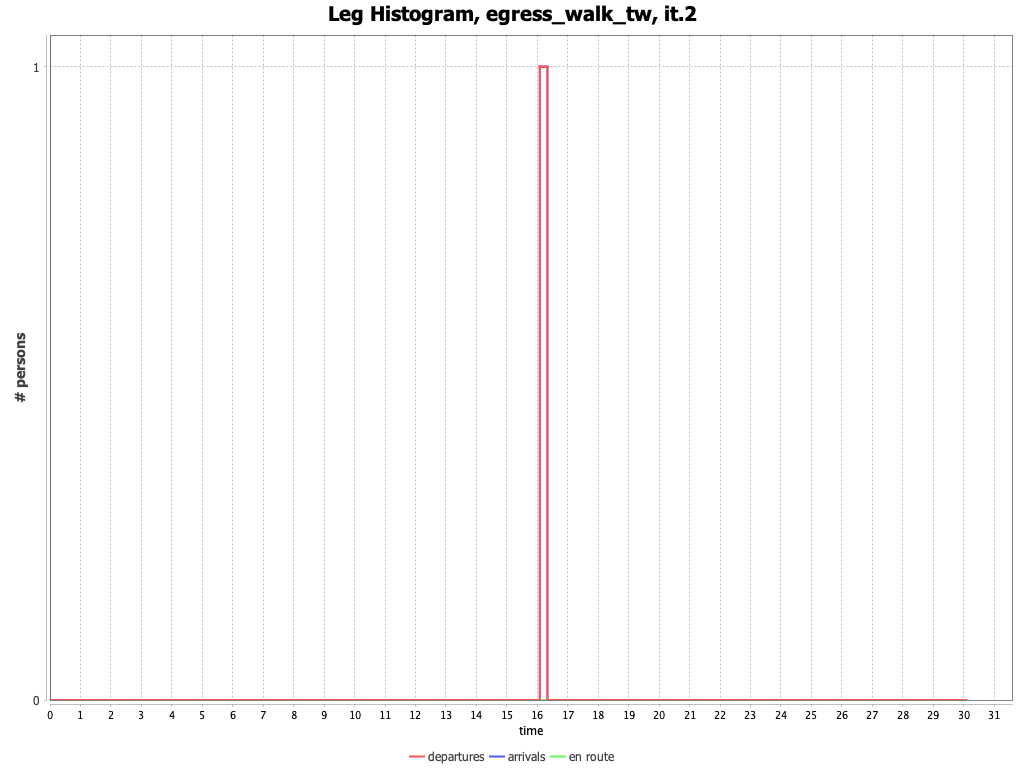 Leg Histogram, egress_walk_tw, it.2
1
# persons
0
0 1 2 3 4 5 6 7 8 9 10 11 12 13 14 15 16 17 18 19 20 21 22 23 24 25 26 27 28 29 30 31
time
departures arrivals en route